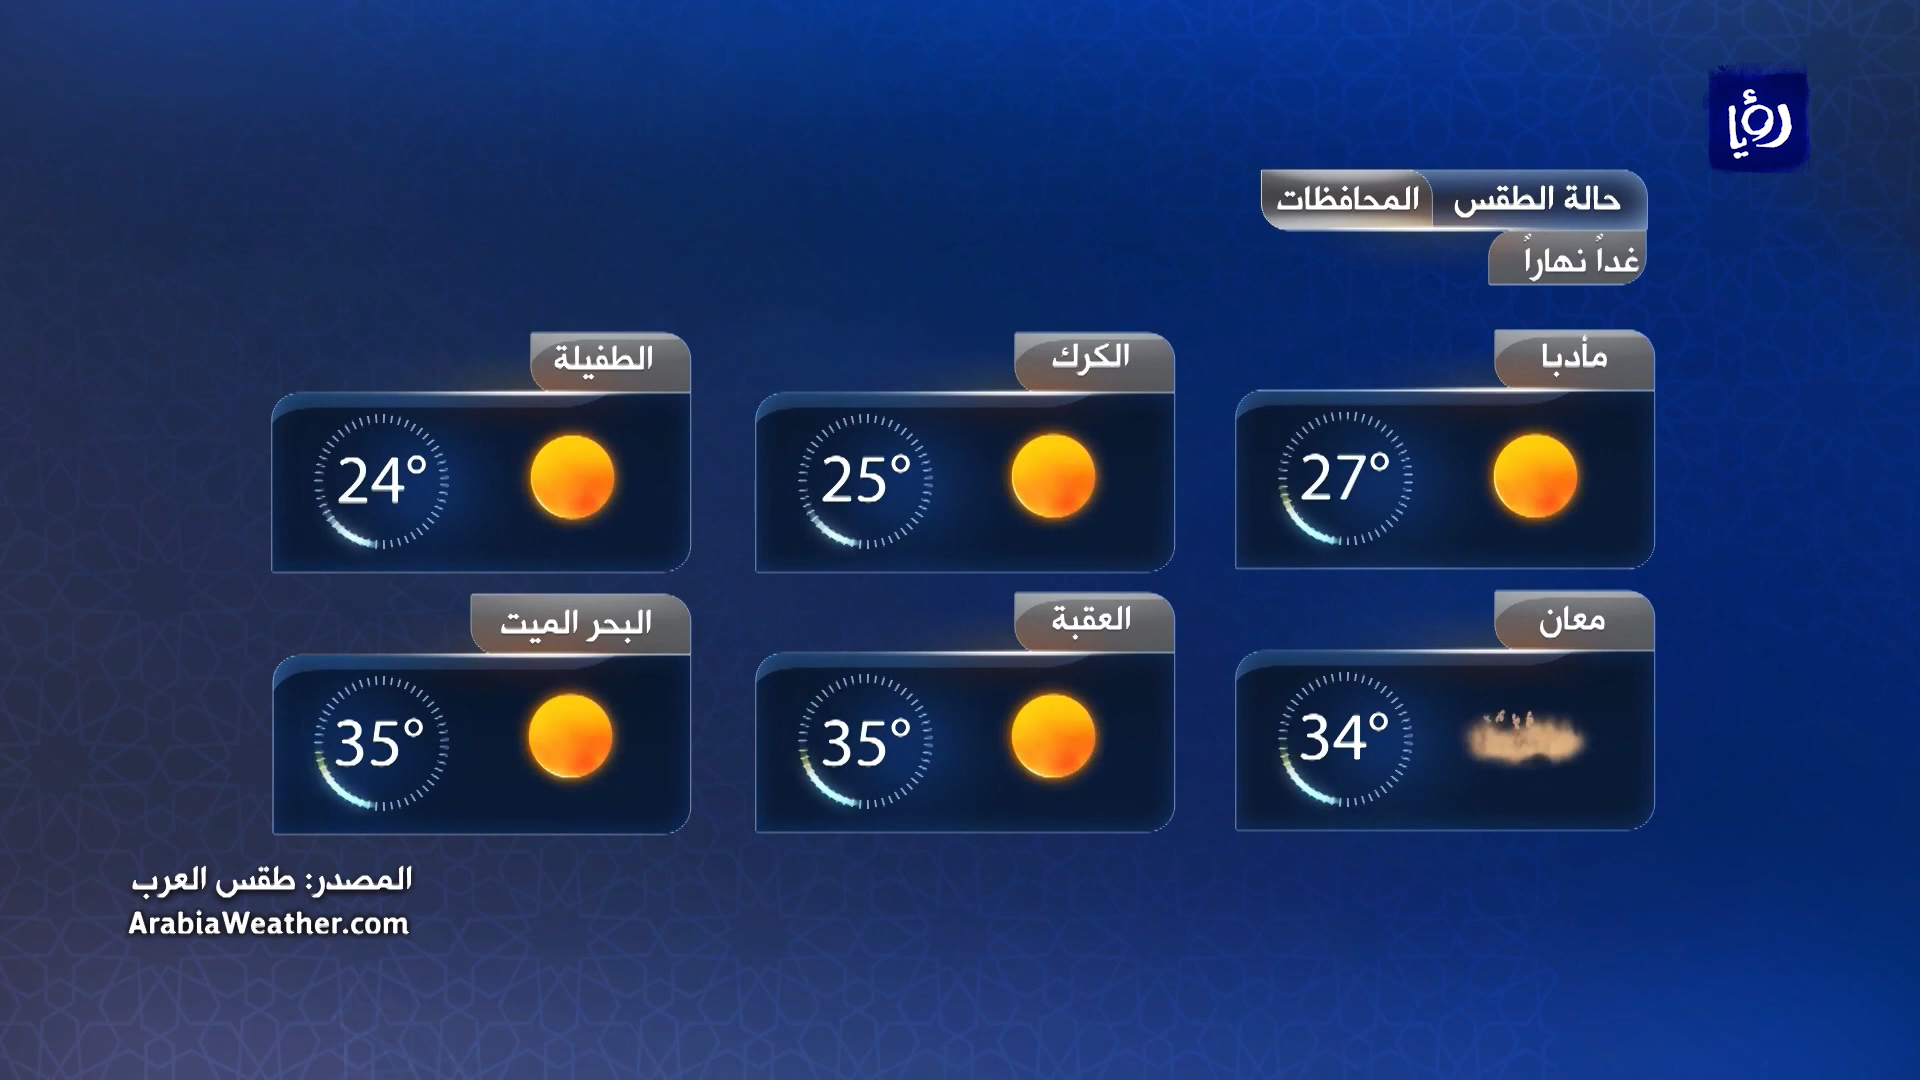 رؤيا
حالة الطقس المحافظات
غداً نهاراً
مأدبا
27°
الكرك
25°
الطفيلة
24°
معان
34°
العقبة
35°
البحر الميت
35°
المصدر: طقس العرب
ArabiaWeather.com